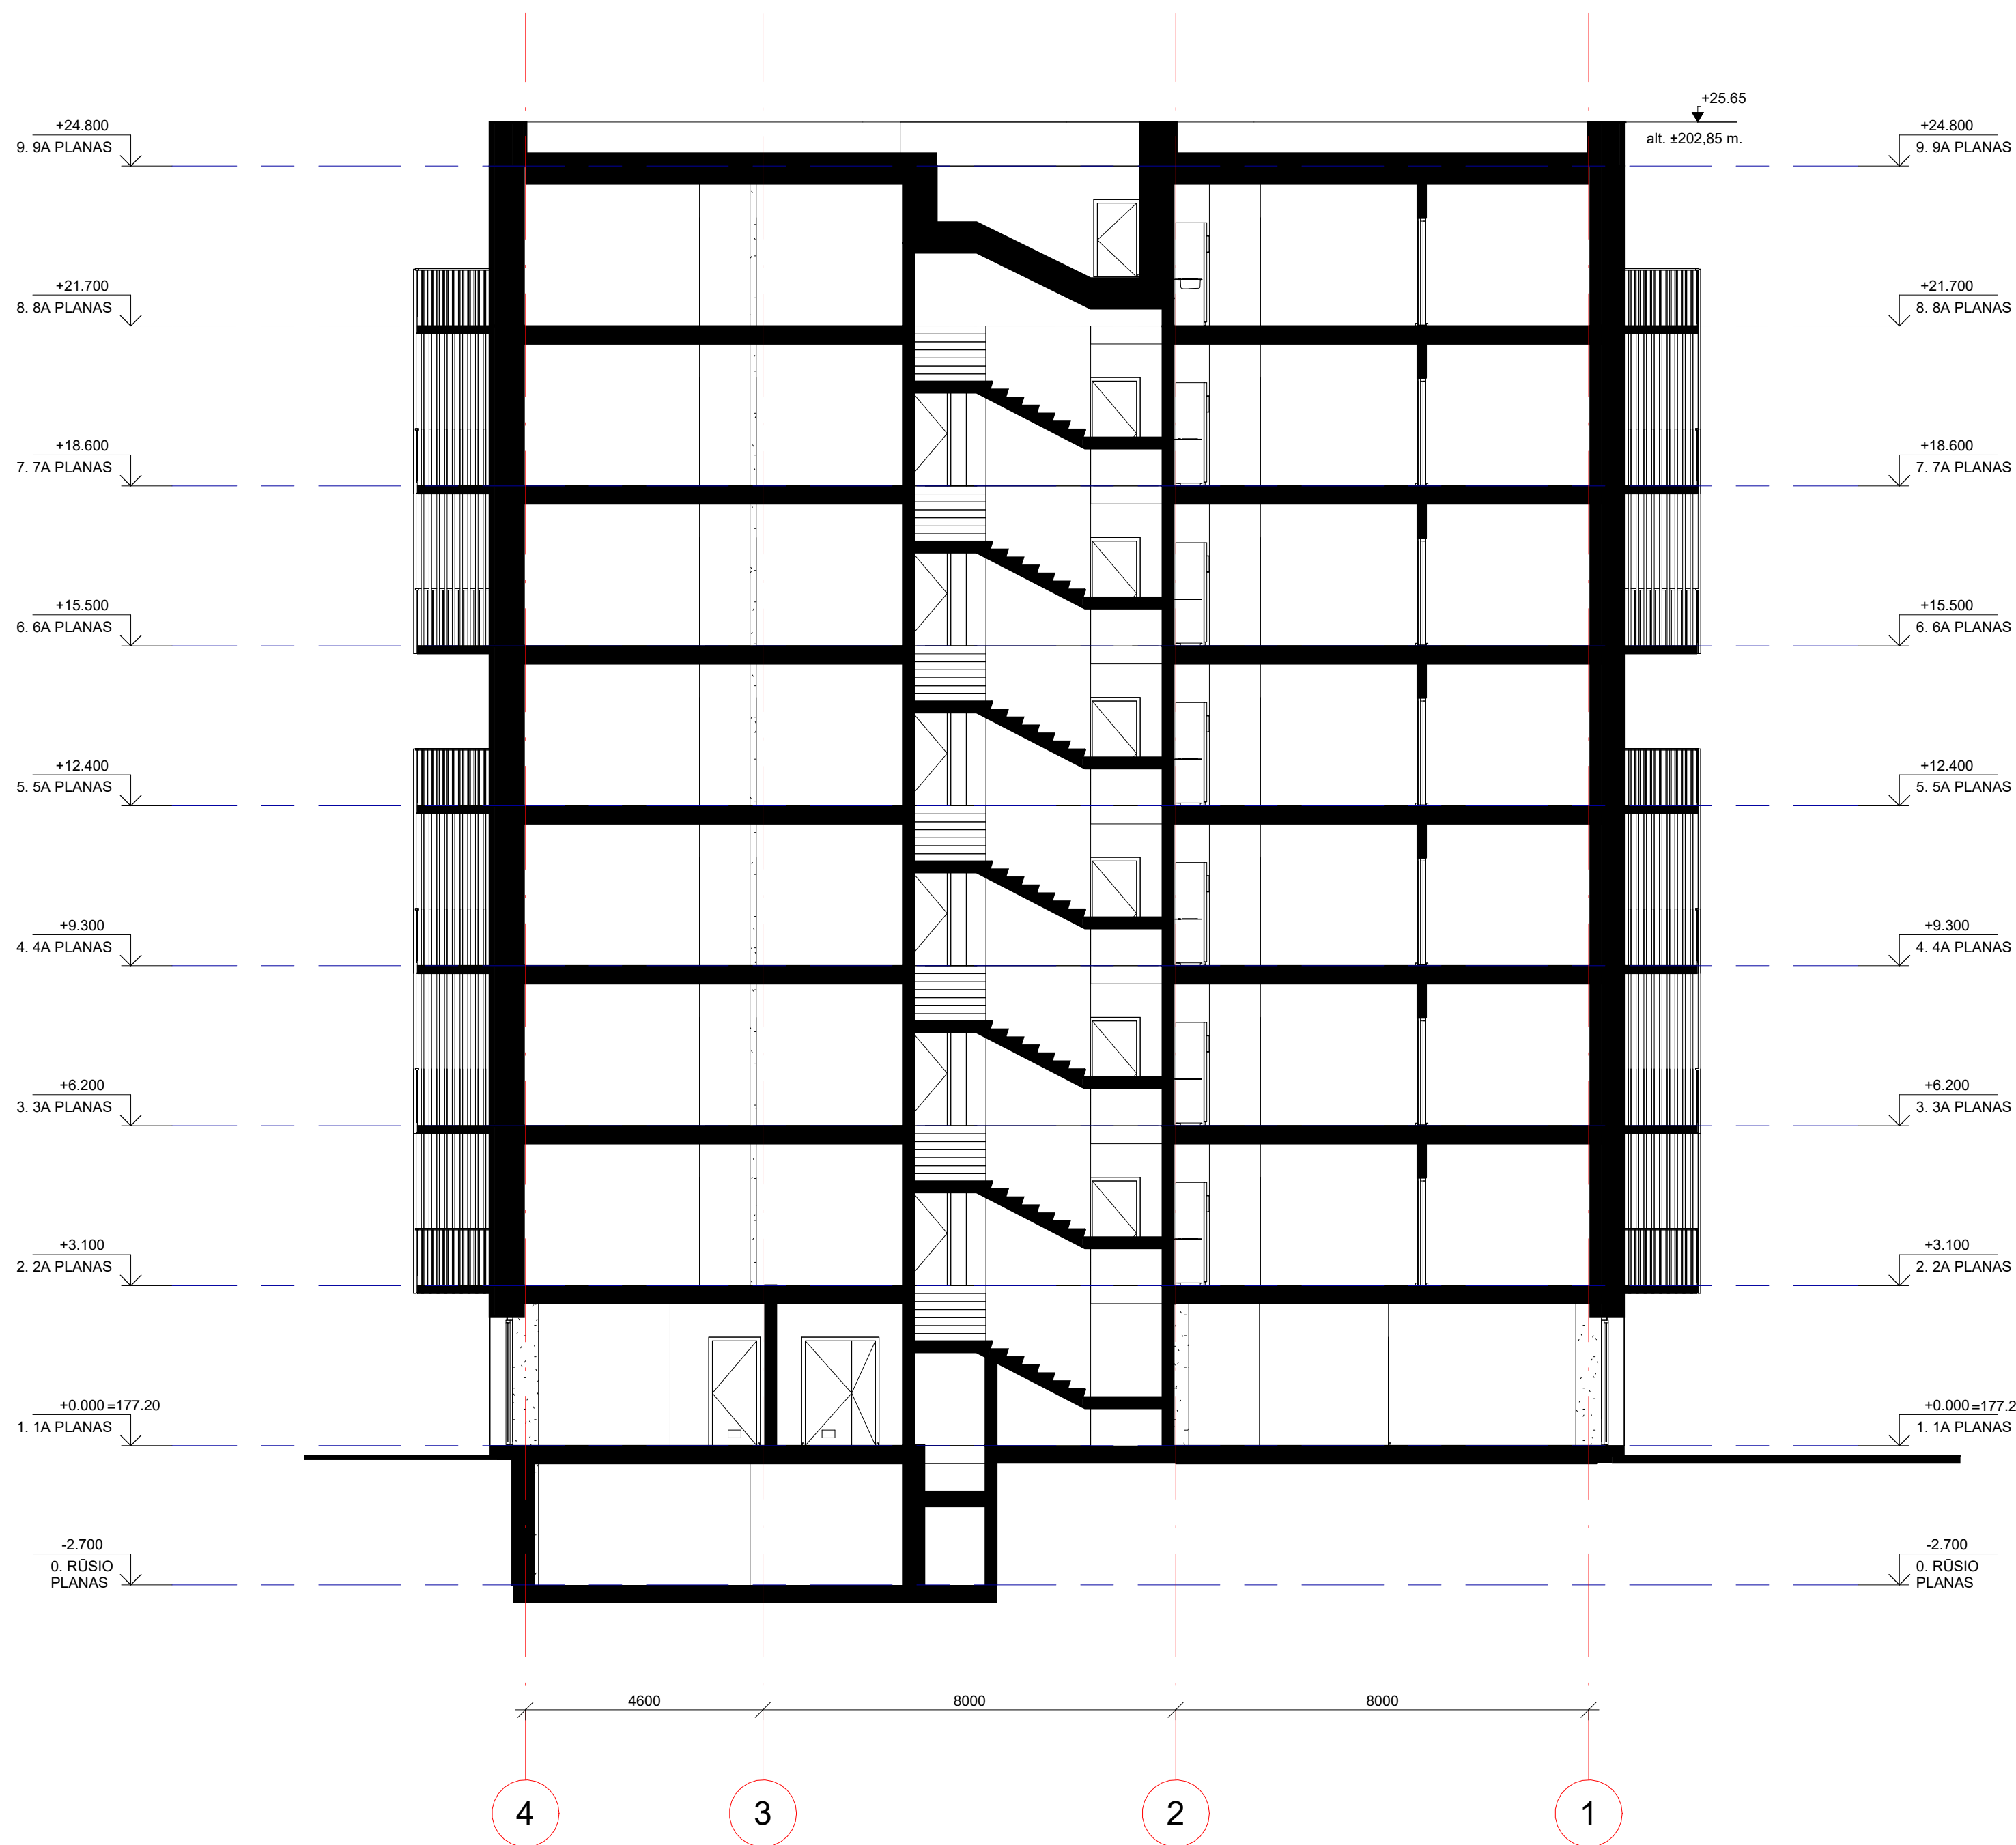 +25.65
alt. ±202,85 m.
+24.800
9. 9A PLANAS
+24.800
9. 9A PLANAS
+21.700
8. 8A PLANAS
+21.700
8. 8A PLANAS
+18.600
7. 7A PLANAS
+18.600
7. 7A PLANAS
+15.500
6. 6A PLANAS
+15.500
6. 6A PLANAS
+12.400
5. 5A PLANAS
+12.400
5. 5A PLANAS
+9.300
4. 4A PLANAS
+9.300
4. 4A PLANAS
+6.200
3. 3A PLANAS
+6.200
3. 3A PLANAS
+3.100
2. 2A PLANAS
+3.100
2. 2A PLANAS
+0.000 =177.20
1. 1A PLANAS
+0.000 =177.2
1. 1A PLANAS
-2.700
0. RŪSIO
PLANAS
-2.700
0. RŪSIO
PLANAS
4600 8000 8000
4 3 2 1